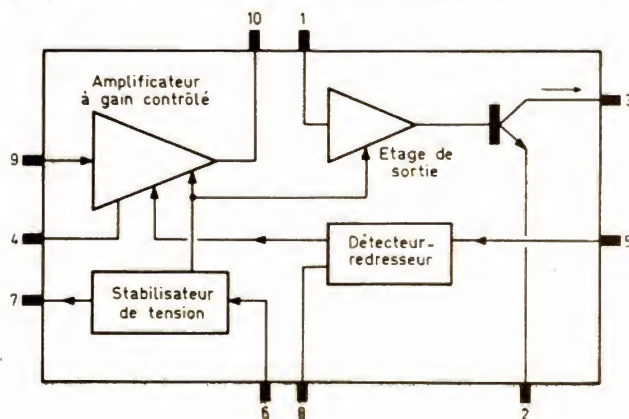 10 1
Amplificateur
à gain contrôlé
3
Etage de
sortie
9
4
Détecteur-
redresseur
5
7
Stabilisateur
de tension
6 8 2